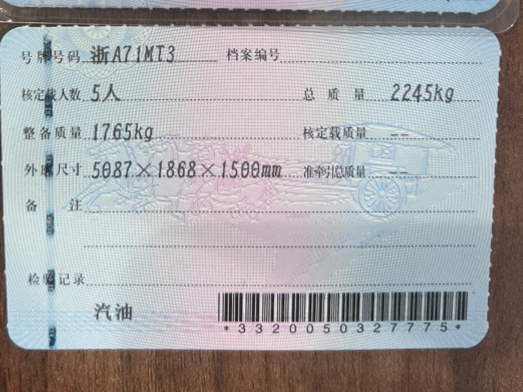 号牌号码 浙A71MT3 档案编号
核定载人数 5人 总质量 2245kg
整备质量 1765kg 核定载质量 --
外廓尺寸 5087×1868×1500mm 准牵引总质量 --
备注
检验记录
汽油
*3320050327775*